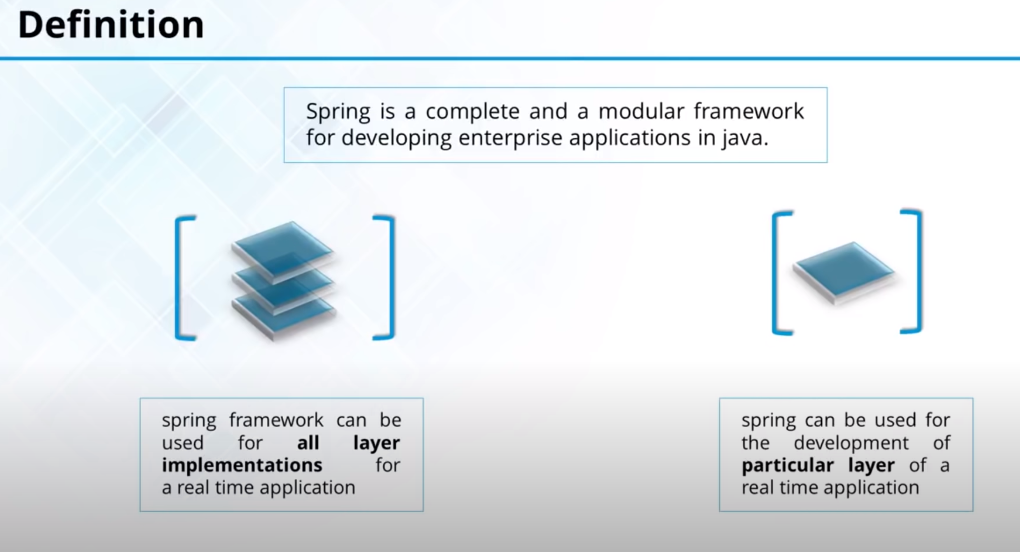 Definition
Spring is a complete and a modular framework
for developing enterprise applications in java.
spring framework can be
used for all layer
implementations for
a real time application
spring can be used for
the development of
particular layer of a
real time application